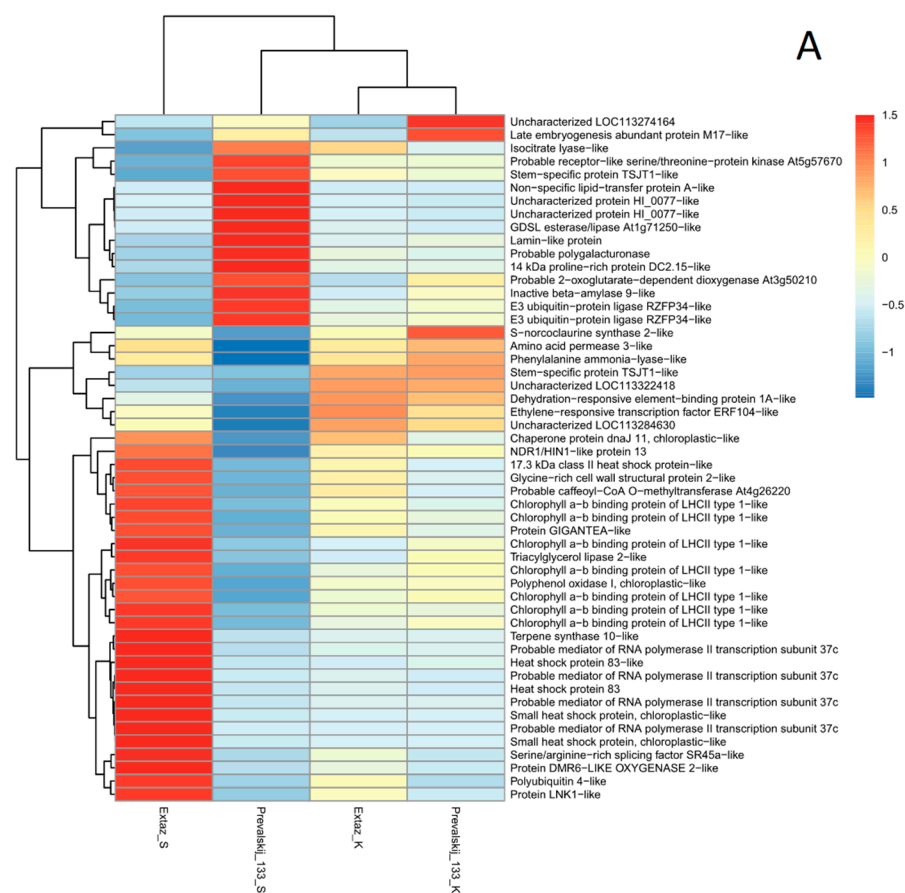 A
Uncharacterized LOC113274164
Late embryogenesis abundant protein M17−like
Isocitrate lyase−like
Probable receptor−like serine/threonine−protein kinase At5g57670
Stem−specific protein TSJT1−like
Non−specific lipid−transfer protein A−like
Uncharacterized protein HI_0077−like
Uncharacterized protein HI_0077−like
GDSL esterase/lipase At1g71250−like
Lamin−like protein
Probable polygalacturonase
14 kDa proline−rich protein DC2.15−like
Probable 2−oxoglutarate−dependent dioxygenase At3g50210
Inactive beta−amylase 9−like
E3 ubiquitin−protein ligase RZFP34−like
E3 ubiquitin−protein ligase RZFP34−like
S−norcoclaurine synthase 2−like
Amino acid permease 3−like
Phenylalanine ammonia−lyase−like
Stem−specific protein TSJT1−like
Uncharacterized LOC113322418
Dehydration−responsive element−binding protein 1A−like
Ethylene−responsive transcription factor ERF104−like
Uncharacterized LOC113284630
Chaperone protein dnaJ 11, chloroplastic−like
NDR1/HIN1−like protein 13
17.3 kDa class II heat shock protein−like
Glycine−rich cell wall structural protein 2−like
Probable caffeoyl−CoA O−methyltransferase At4g26220
Chlorophyll a−b binding protein of LHCII type 1−like
Chlorophyll a−b binding protein of LHCII type 1−like
Protein GIGANTEA−like
Chlorophyll a−b binding protein of LHCII type 1−like
Triacylglycerol lipase 2−like
Chlorophyll a−b binding protein of LHCII type 1−like
Polyphenol oxidase I, chloroplastic−like
Chlorophyll a−b binding protein of LHCII type 1−like
Chlorophyll a−b binding protein of LHCII type 1−like
Chlorophyll a−b binding protein of LHCII type 1−like
Terpene synthase 10−like
Probable mediator of RNA polymerase II transcription subunit 37c
Heat shock protein 83−like
Probable mediator of RNA polymerase II transcription subunit 37c
Heat shock protein 83
Probable mediator of RNA polymerase II transcription subunit 37c
Small heat shock protein, chloroplastic−like
Probable mediator of RNA polymerase II transcription subunit 37c
Small heat shock protein, chloroplastic−like
Serine/arginine−rich splicing factor SR45a−like
Protein DMR6−LIKE OXYGENASE 2−like
Polyubiquitin 4−like
Protein LNK1−like
1.5
1
0.5
0
−0.5
−1
Extaz_S
Prevalskij_133_S
Extaz_K
Prevalskij_133_K